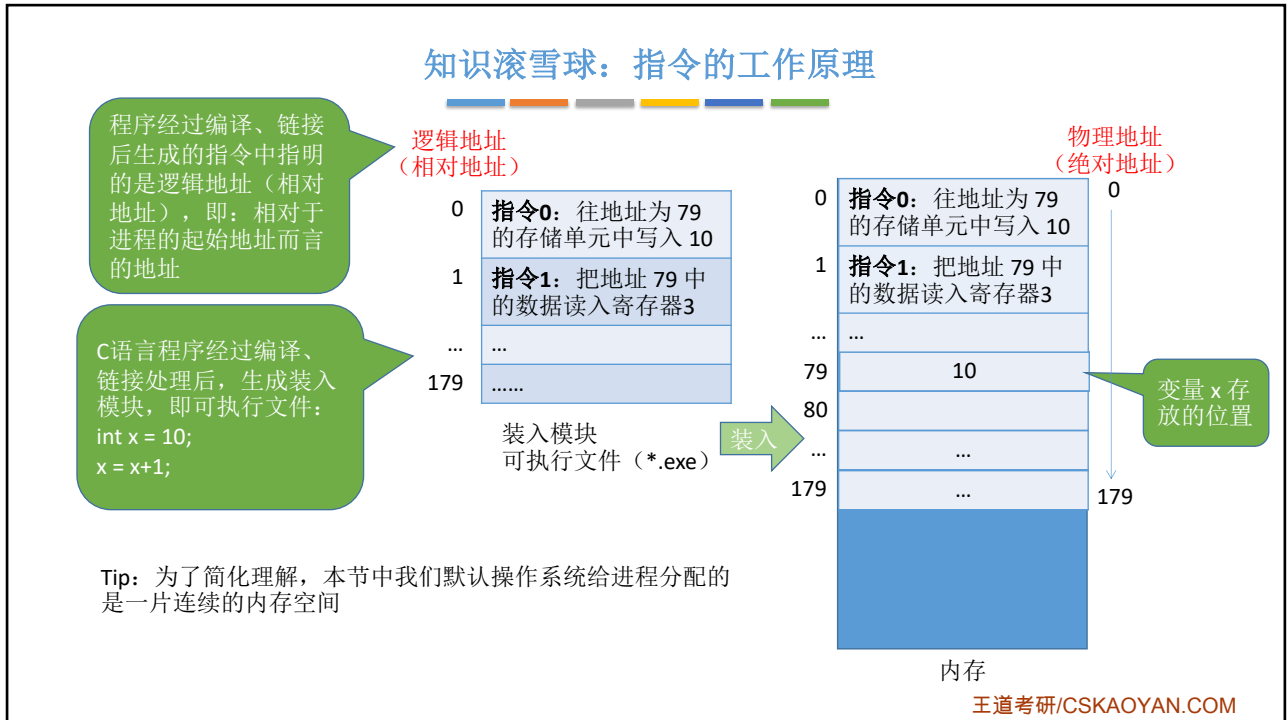 知识滚雪球：指令的工作原理
程序经过编译、链接
后生成的指令中指明
的是逻辑地址（相对
地址），即：相对于
进程的起始地址而言
的地址
C语言程序经过编译、
链接处理后，生成装入
模块，即可执行文件：
int x = 10;
x = x+1;
逻辑地址
（相对地址）
0
指令0：往地址为 79
的存储单元中写入 10
1
指令1：把地址 79 中
的数据读入寄存器3
...
...
179
......
装入模块
可执行文件（*.exe）
装入
物理地址
（绝对地址）
0
指令0：往地址为 79
的存储单元中写入 10
0
1
指令1：把地址 79 中
的数据读入寄存器3
...
...
79
10
变量 x 存
放的位置
80
...
...
179
...
179
内存
Tip：为了简化理解，本节中我们默认操作系统给进程分配的
是一片连续的内存空间
王道考研/CSKAOYAN.COM